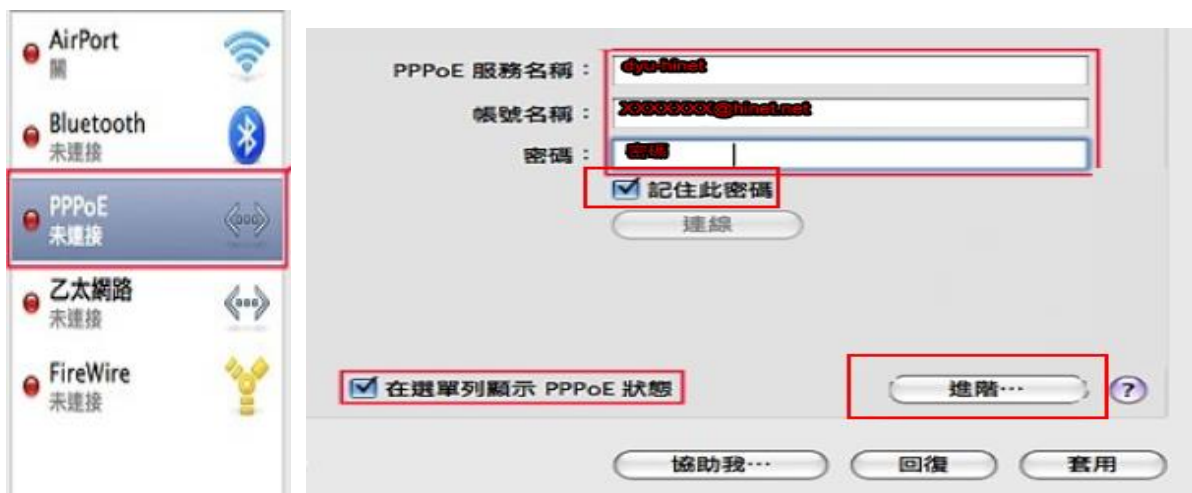 AirPort
關
Bluetooth
未連接
PPPoE
未連接
乙太網路
未連接
FireWire
未連接
PPPoE 服務名稱：
dyu-hinet
帳號名稱：
XXXXXXXX@hinet.net
密碼：
密碼
記住此密碼
連線
在選單列顯示 PPPoE 狀態
進階…
?
協助我…
回復
套用